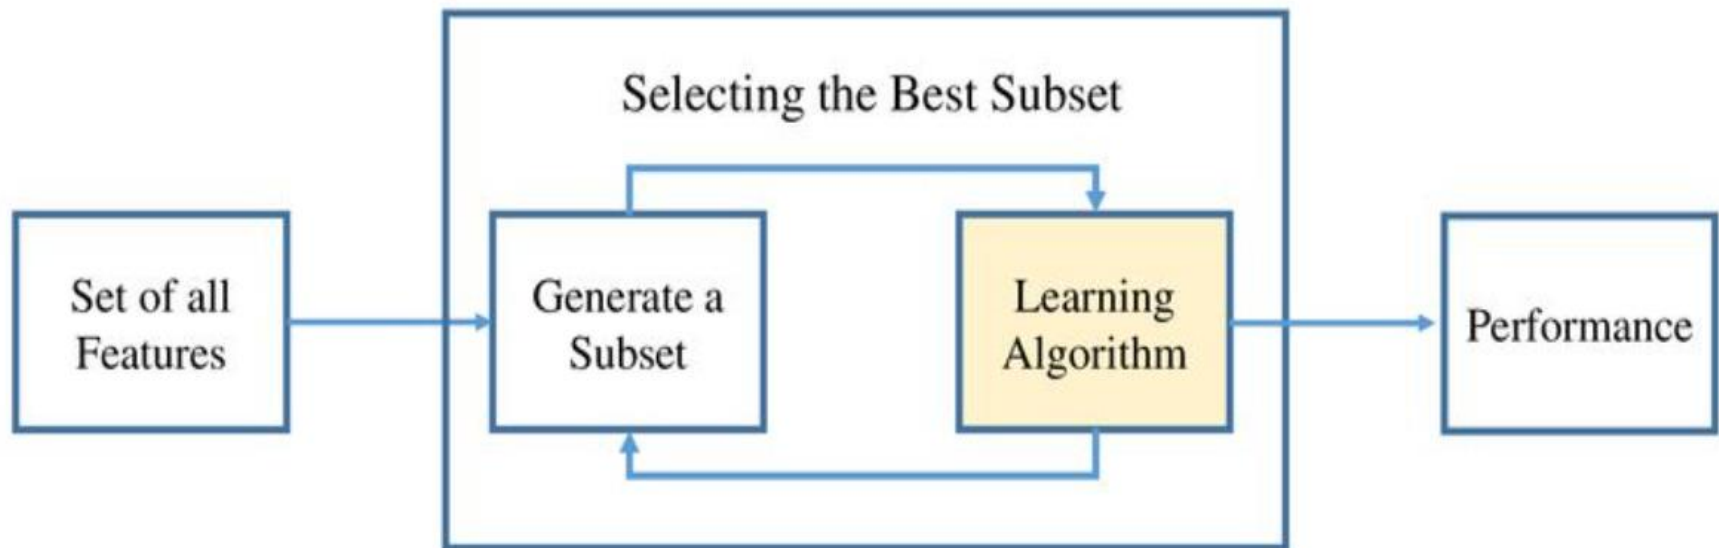 Selecting the Best Subset
Set of all
Features
Generate a
Subset
Learning
Algorithm
Performance